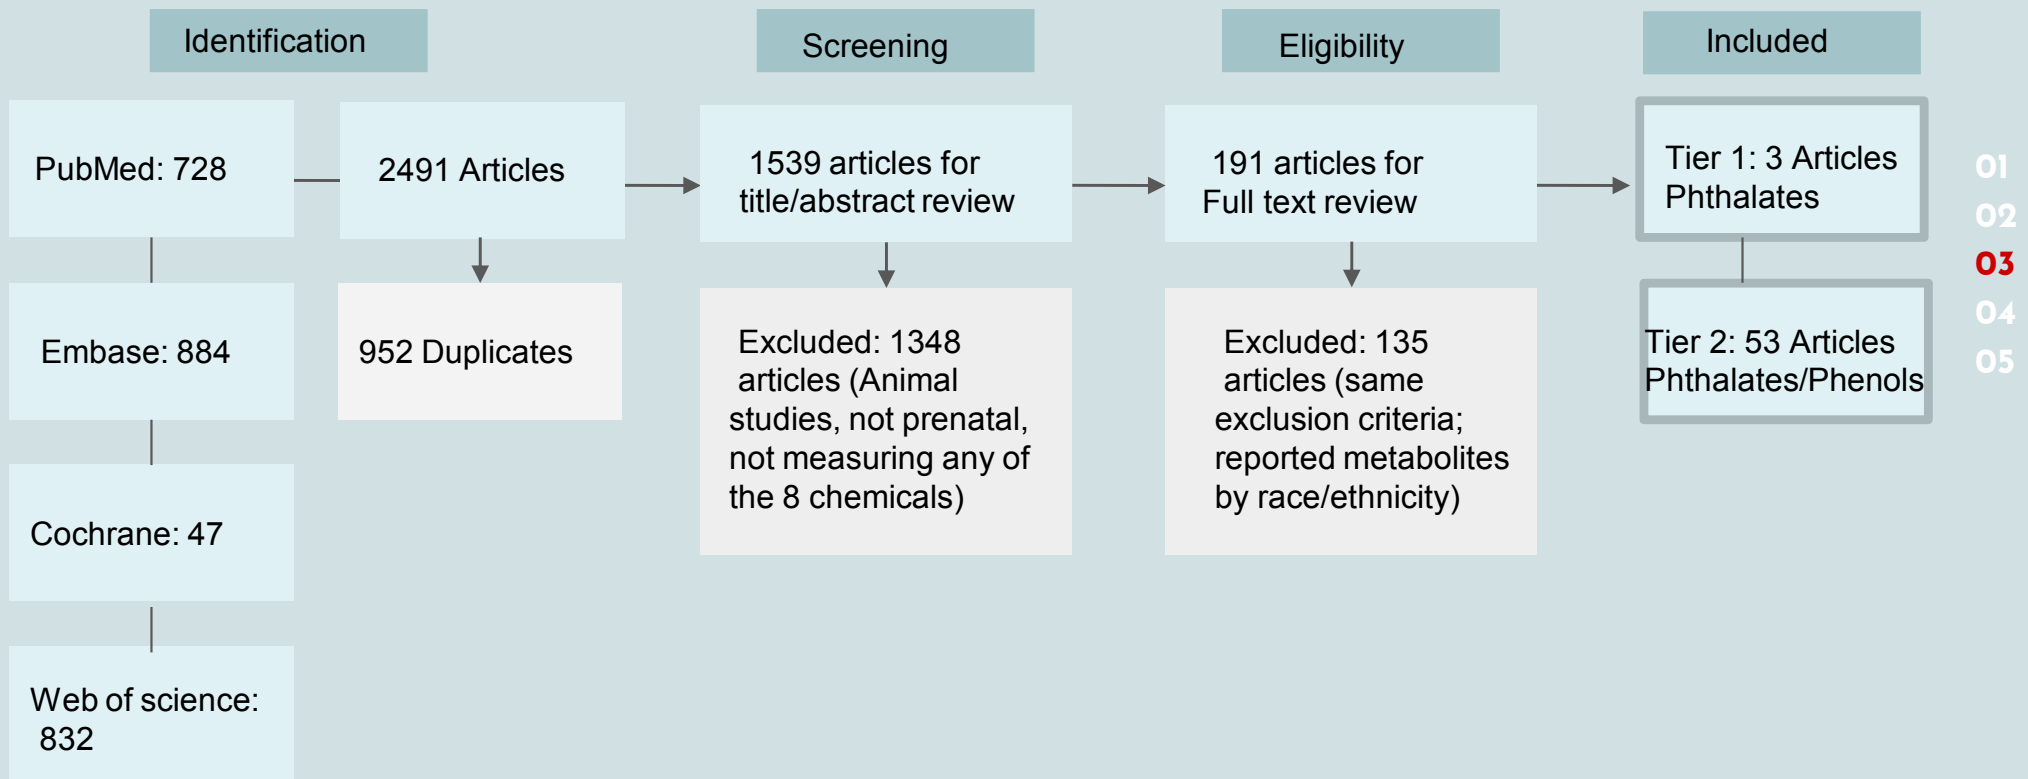 Identification
Screening
Eligibility
Included
PubMed: 728
2491 Articles
1539 articles for
title/abstract review
191 articles for
Full text review
Tier 1: 3 Articles
Phthalates
Embase: 884
952 Duplicates
Excluded: 1348
articles (Animal
studies, not prenatal,
not measuring any of
the 8 chemicals)
Excluded: 135
articles (same
exclusion criteria;
reported metabolites
by race/ethnicity)
Tier 2: 53 Articles
Phthalates/Phenols
Cochrane: 47
Web of science:
832
01
02
03
04
05